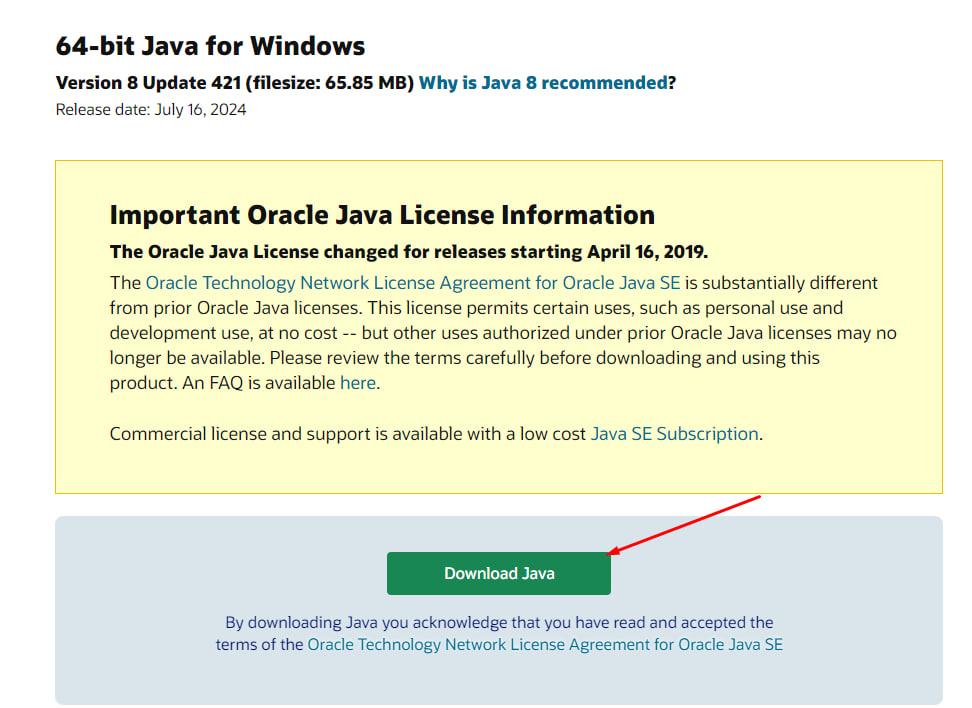 64-bit Java for Windows
Version 8 Update 421 (filesize: 65.85 MB) Why is Java 8 recommended?
Release date: July 16, 2024
Important Oracle Java License Information
The Oracle Java License changed for releases starting April 16, 2019.
The Oracle Technology Network License Agreement for Oracle Java SE is substantially different
from prior Oracle Java licenses. This license permits certain uses, such as personal use and
development use, at no cost -- but other uses authorized under prior Oracle Java licenses may no
longer be available. Please review the terms carefully before downloading and using this
product. An FAQ is available here.
Commercial license and support is available with a low cost Java SE Subscription.
Download Java
By downloading Java you acknowledge that you have read and accepted the
terms of the Oracle Technology Network License Agreement for Oracle Java SE